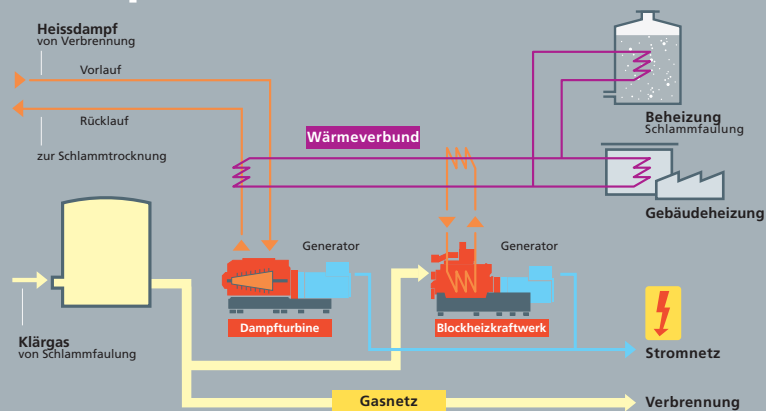 Heissdampf
von Verbrennung
Vorlauf
Rücklauf
zur Schlammtrocknung
Wärmeverbund
Beheizung
Schlammfaulung
Gebäudeheizung
Generator
Generator
Dampfturbine
Blockheizkraftwerk
Klärgas
von Schlammfaulung
Stromnetz
Gasnetz
Verbrennung